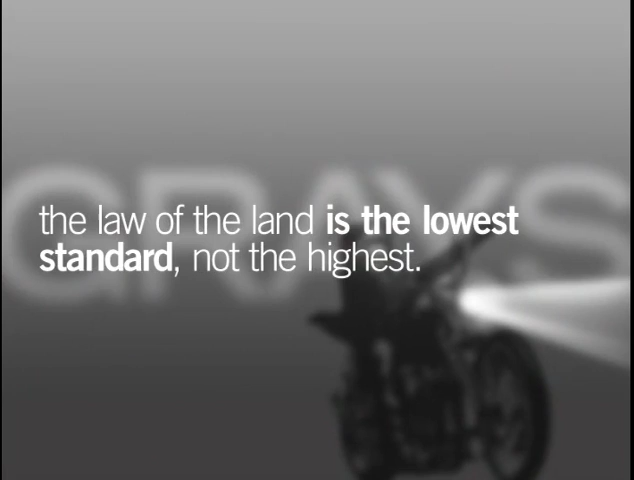 GRAYS
the law of the land is the lowest
standard, not the highest.